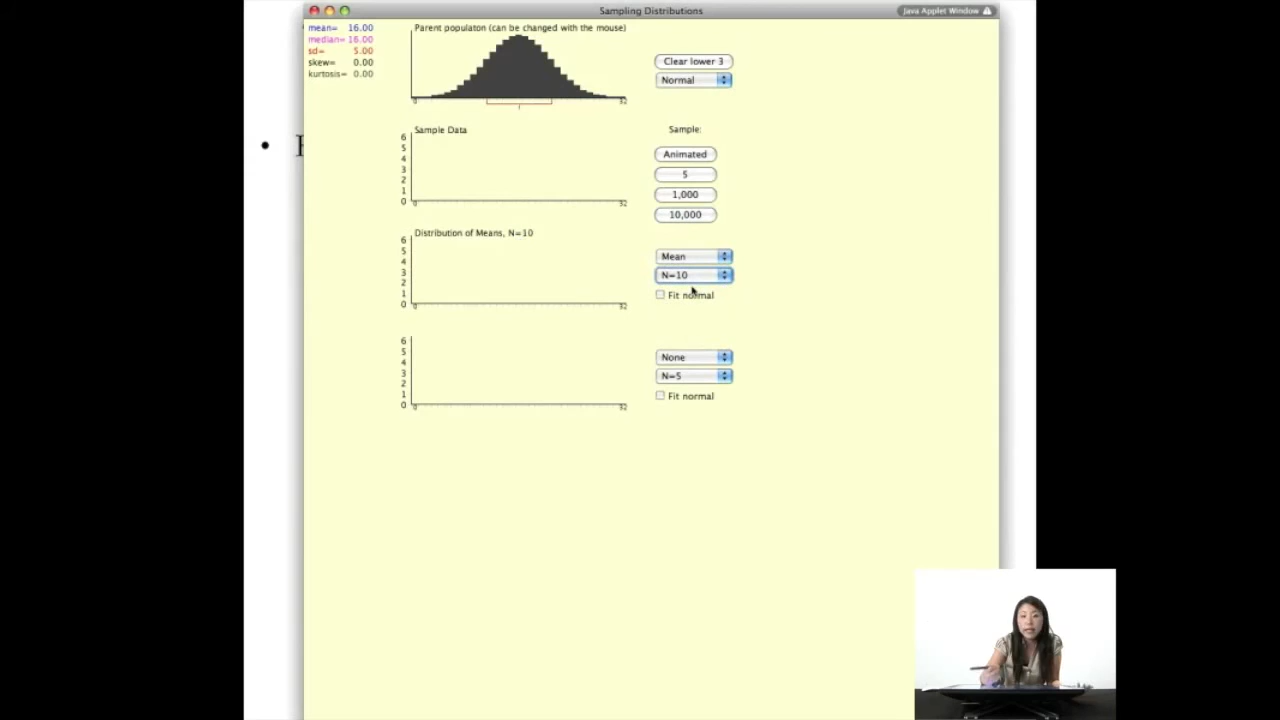 Sampling Distributions
Java Applet Window
mean= 16.00
median= 16.00
sd= 5.00
skew= 0.00
kurtosis= 0.00
Parent populaton (can be changed with the mouse)
0 32
Clear lower 3
Normal
Sample Data
6
5
4
3
2
1
0
0 32
Sample:
Animated
5
1,000
10,000
Distribution of Means, N=10
6
5
4
3
2
1
0
0 32
Mean
N=10
Fit normal
6
5
4
3
2
1
0
0 32
None
N=5
Fit normal